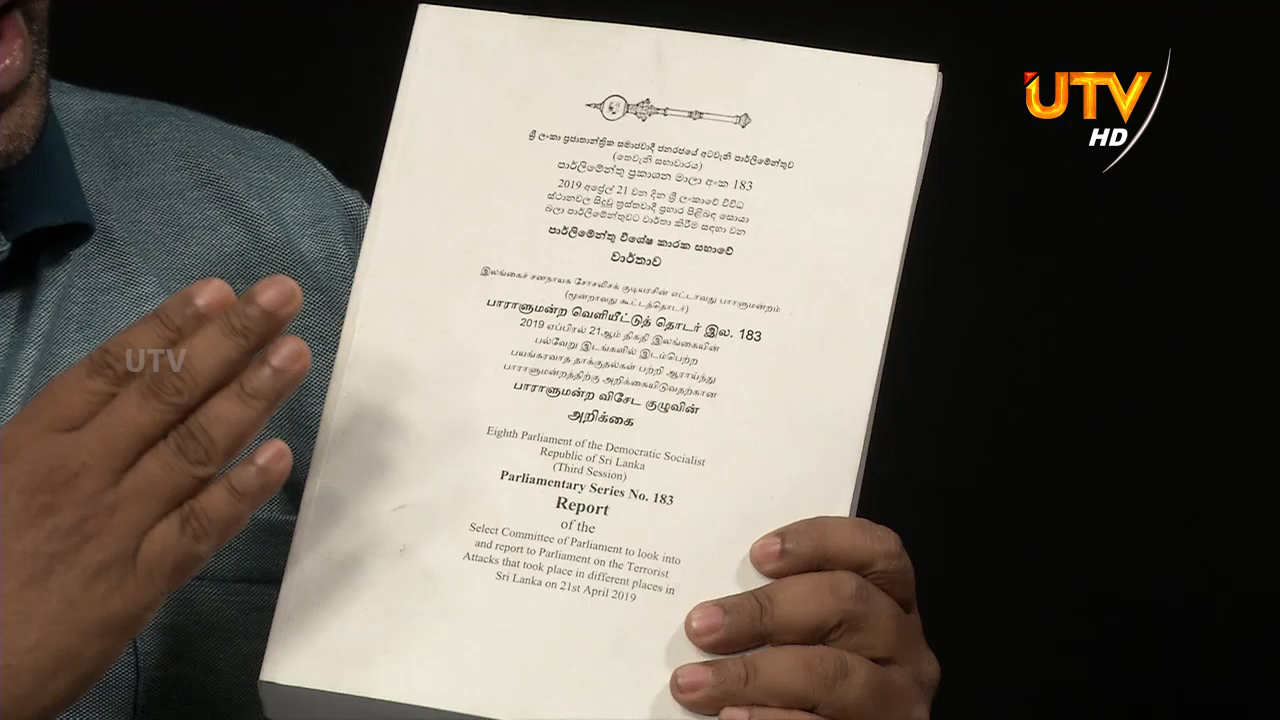 UTV
HD
ශ්‍රී ලංකා ප්‍රජාතාන්ත්‍රික සමාජවාදී ජනරජයේ අටවැනි පාර්ලිමේන්තුව
(තෙවැනි සභාවාරය)
පාර්ලිමේන්තු ප්‍රකාශන මාලා අංක 183
2019 අප්‍රේල් 21 වන දින ශ්‍රී ලංකාවේ විවිධ
ස්ථානවල සිදුවූ ත්‍රස්තවාදී ප්‍රහාර පිළිබඳ සොයා
බලා පාර්ලිමේන්තුවට වාර්තා කිරීම සඳහා වන
පාර්ලිමේන්තු විශේෂ කාරක සභාවේ
වාර්තාව
இலங்கைச் சனநாயக சோசலிசக் குடியரசின் எட்டாவது பாராளுமன்றம்
(மூன்றாவது கூட்டத்தொடர்)
பாராளுமன்ற வெளியீட்டுத் தொடர் இல. 183
2019 ஏப்பிரல் 21ஆம் திகதி இலங்கையின்
பல்வேறு இடங்களில் இடம்பெற்ற
பயங்கரவாத தாக்குதல்கள் பற்றி ஆராய்ந்து
பாராளுமன்றத்திற்கு அறிக்கையிடுவதற்கான
பாராளுமன்ற விசேட குழுவின்
அறிக்கை
Eighth Parliament of the Democratic Socialist
Republic of Sri Lanka
(Third Session)
Parliamentary Series No. 183
Report
of the
Select Committee of Parliament to look into
and report to Parliament on the Terrorist
Attacks that took place in different places in
Sri Lanka on 21st April 2019
UTV